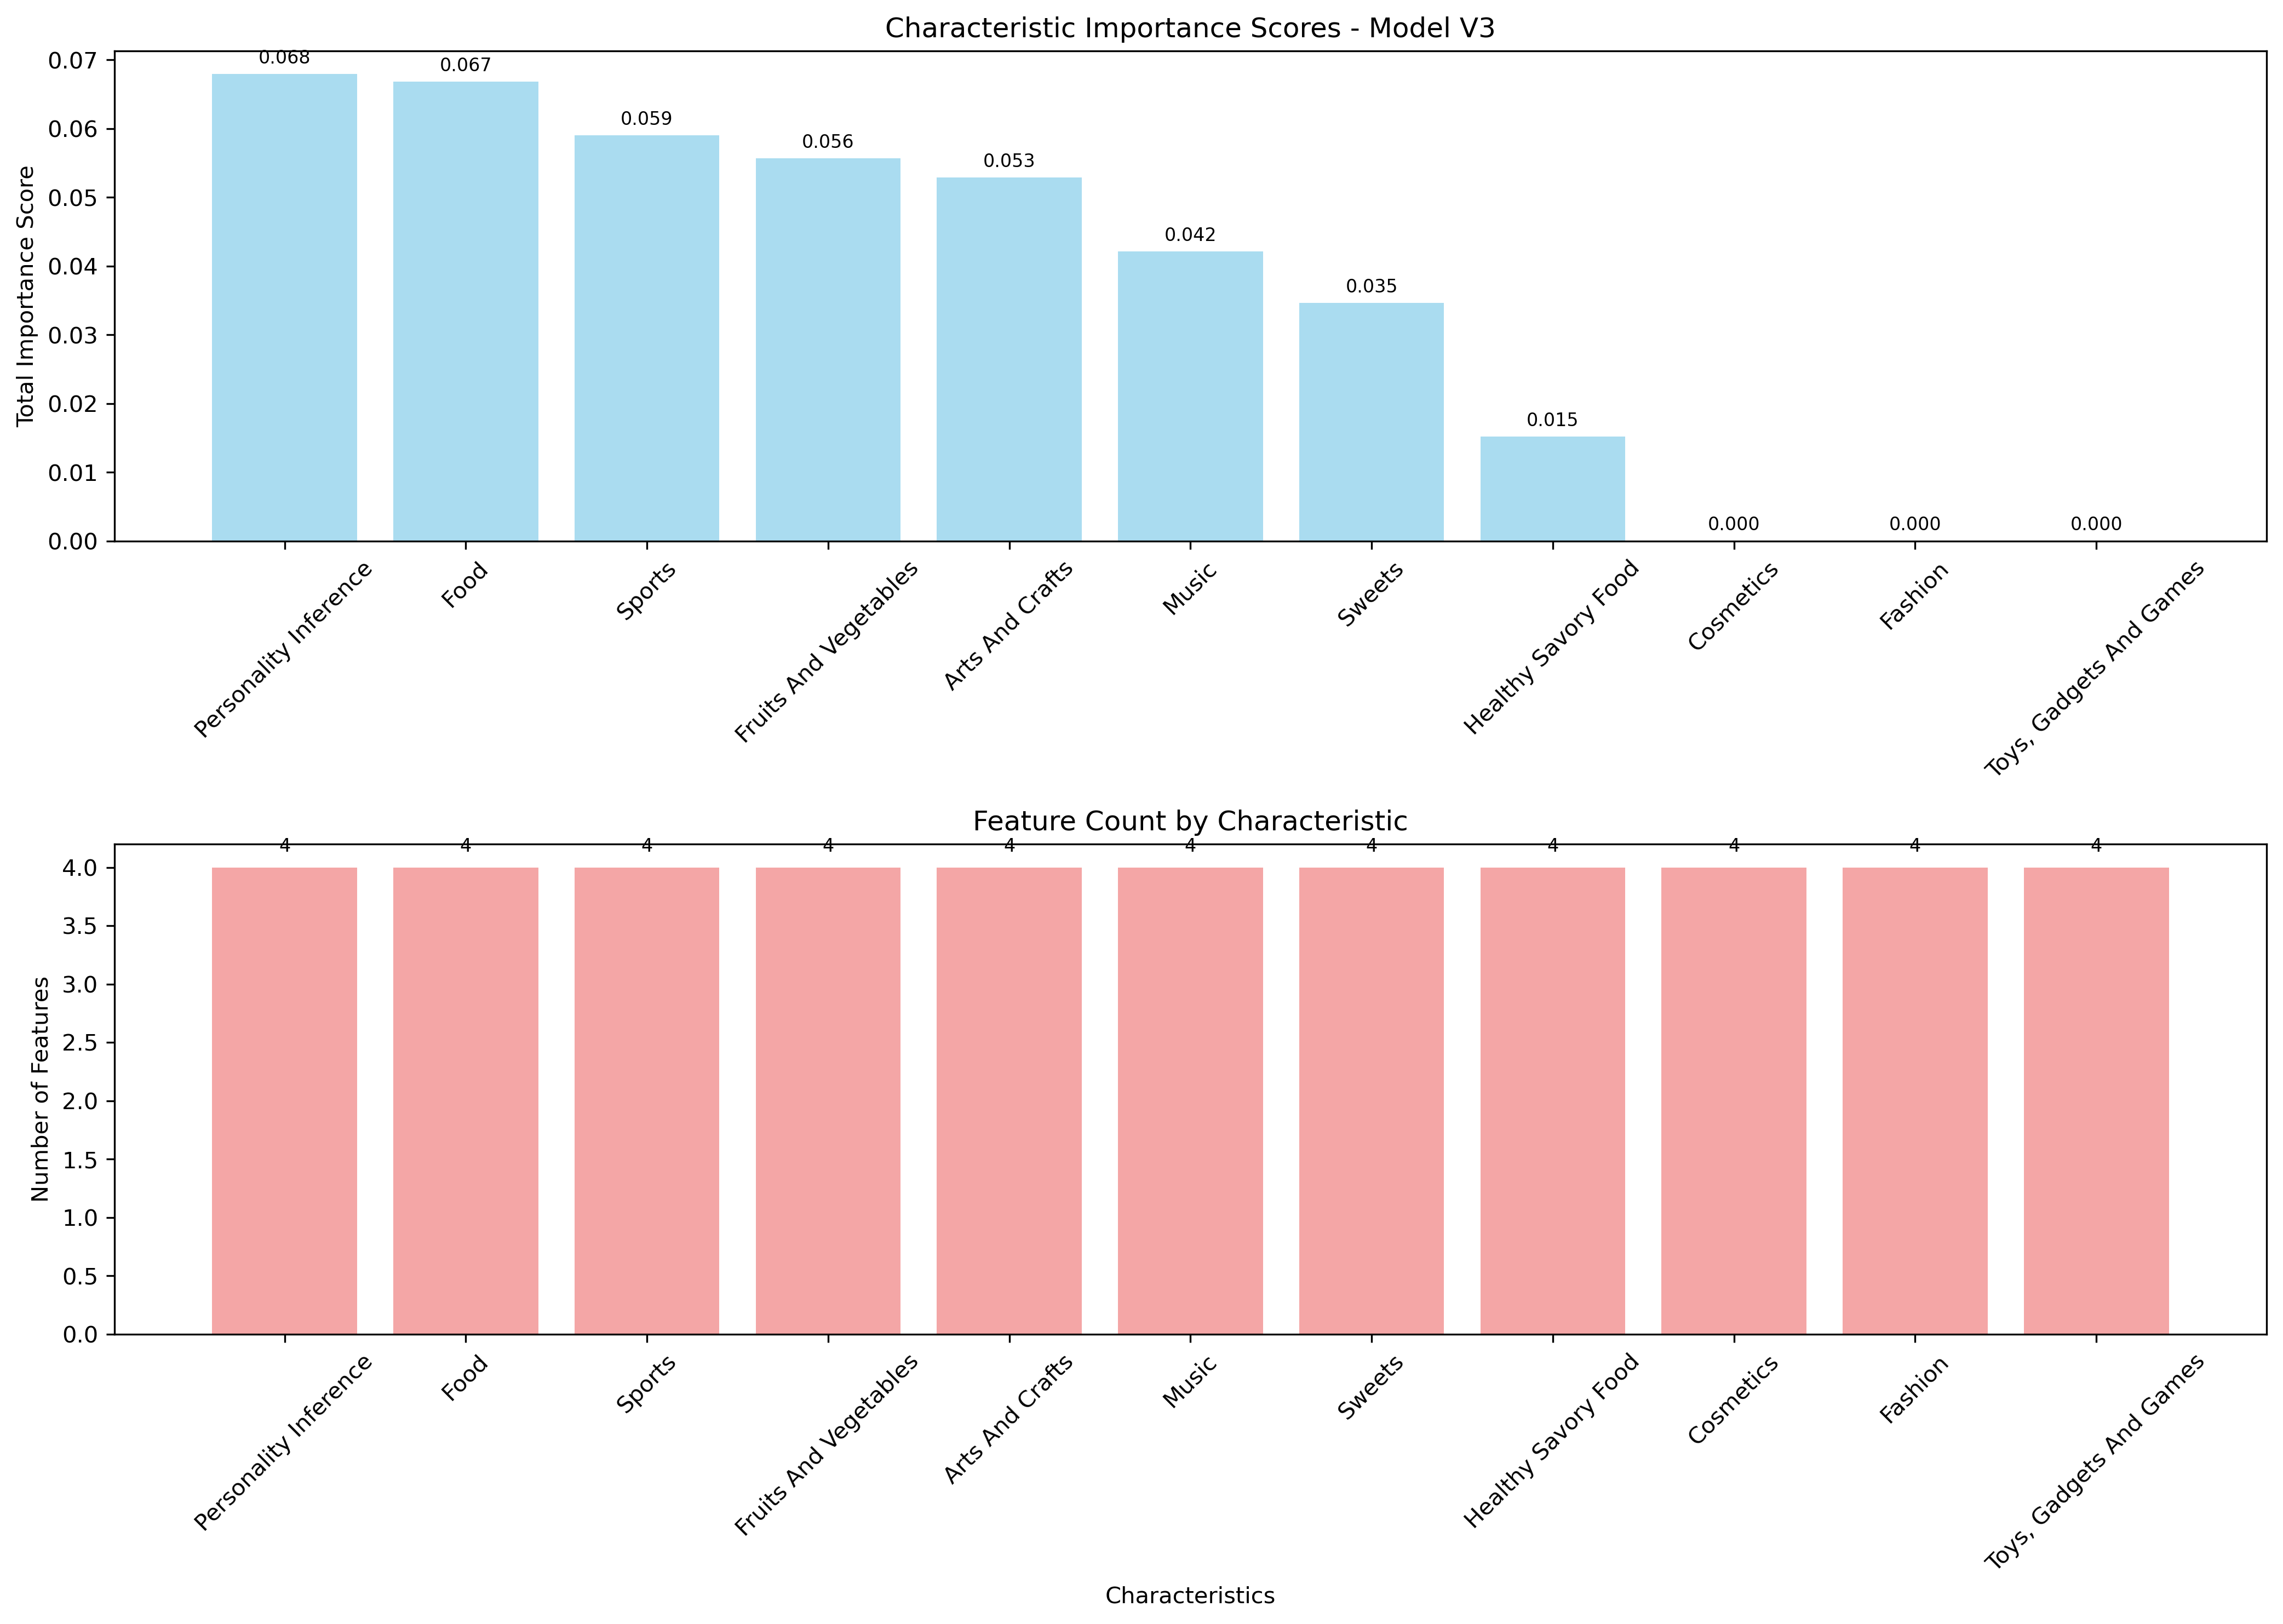 Characteristic Importance Scores - Model V3
Total Importance Score
0.07
0.06
0.05
0.04
0.03
0.02
0.01
0.00
0.068
0.067
0.059
0.056
0.053
0.042
0.035
0.015
0.000
0.000
0.000
Personality Inference
Food
Sports
Fruits And Vegetables
Arts And Crafts
Music
Sweets
Healthy Savory Food
Cosmetics
Fashion
Toys, Gadgets And Games
Feature Count by Characteristic
Number of Features
4.0
3.5
3.0
2.5
2.0
1.5
1.0
0.5
0.0
4
4
4
4
4
4
4
4
4
4
4
Personality Inference
Food
Sports
Fruits And Vegetables
Arts And Crafts
Music
Sweets
Healthy Savory Food
Cosmetics
Fashion
Toys, Gadgets And Games
Characteristics